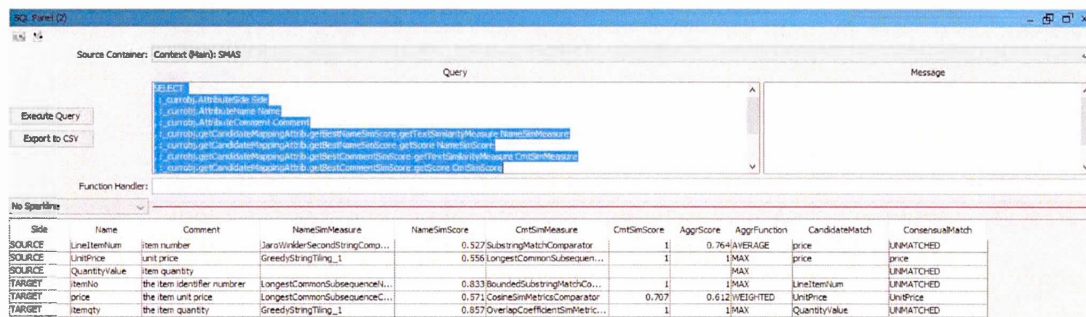 SQL Panel (2)
Source Container: Context (Main): SMAS
Query Message
Execute Query
Export to CSV
SELECT
:_currobj.AttributeSide Side
, :_currobj.AttributeName Name
, :_currobj.AttributeComment Comment
, :_currobj.getCandidateMappingAttrib.getBestNameSimScore.getTextSimilarityMeasure NameSimMeasure
, :_currobj.getCandidateMappingAttrib.getBestNameSimScore.getScore NameSimScore
, :_currobj.getCandidateMappingAttrib.getBestCommentSimScore.getTextSimilarityMeasure CmtSimMeasure
, :_currobj.getCandidateMappingAttrib.getBestCommentSimScore.getScore CmtSimScore
Function Handler:
No Sparkline
Side Name Comment NameSimMeasure NameSimScore CmtSimMeasure CmtSimScore AggrScore AggrFunction CandidateMatch ConsensualMatch
SOURCE LineItemNum item number JaroWinklerSecondStringComp... 0.527 SubstringMatchComparator 1 0.764 AVERAGE price UNMATCHED
SOURCE UnitPrice unit price GreedyStringTiling_1 0.556 LongestCommonSubsequen... 1 1 MAX price price
SOURCE QuantityValue item quantity 1 MAX UNMATCHED
TARGET itemNo the item identifier numbrer LongestCommonSubsequenceN... 0.833 BoundedSubstringMatchCo... 1 1 MAX LineItemNum UNMATCHED
TARGET price the item unit price LongestCommonSubsequenceC... 0.571 CosineSimMetricsComparator 0.707 0.612 WEIGHTED UnitPrice UnitPrice
TARGET itemqty the item quantity GreedyStringTiling_1 0.857 OverlapCoefficientSimMetric... 1 1 MAX QuantityValue UNMATCHED